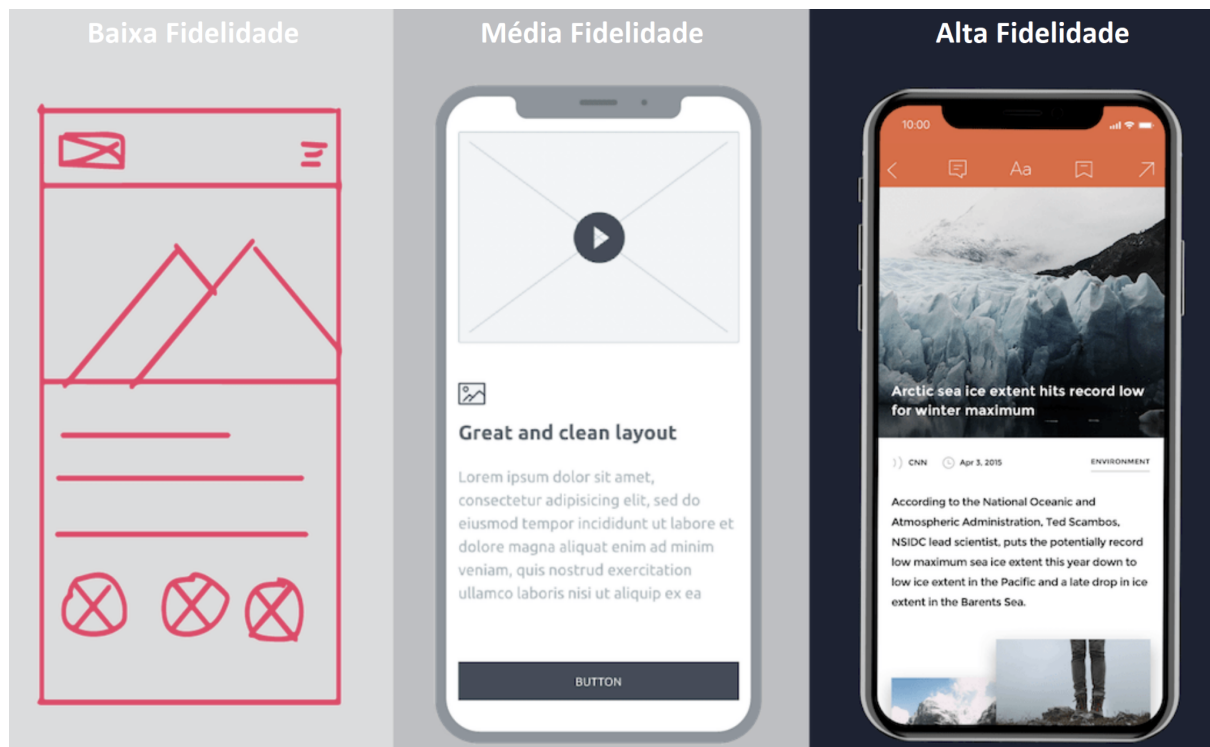 Baixa Fidelidade
Média Fidelidade
Great and clean layout
Lorem ipsum dolor sit amet,
consectetur adipisicing elit, sed do
eiusmod tempor incididunt ut labore et
dolore magna aliquat enim ad minim
veniam, quis nostrud exercitation
ullamco laboris nisi ut aliquip ex ea
BUTTON
Alta Fidelidade
10:00
Aa
Arctic sea ice extent hits record low
for winter maximum
CNN Apr 3, 2015 ENVIRONMENT
According to the National Oceanic and
Atmospheric Administration, Ted Scambos,
NSIDC lead scientist, puts the potentially record
low maximum sea ice extent this year down to
low ice extent in the Pacific and a late drop in ice
extent in the Barents Sea.